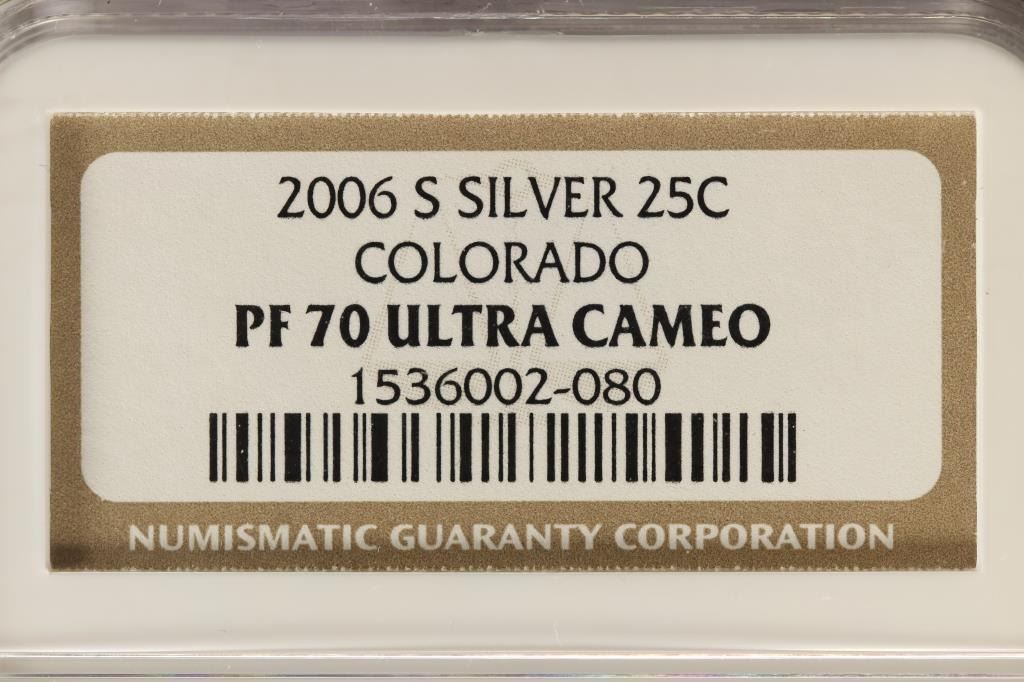 2006 S SILVER 25C
COLORADO
PF 70 ULTRA CAMEO
1536002-080
NUMISMATIC GUARANTY CORPORATION